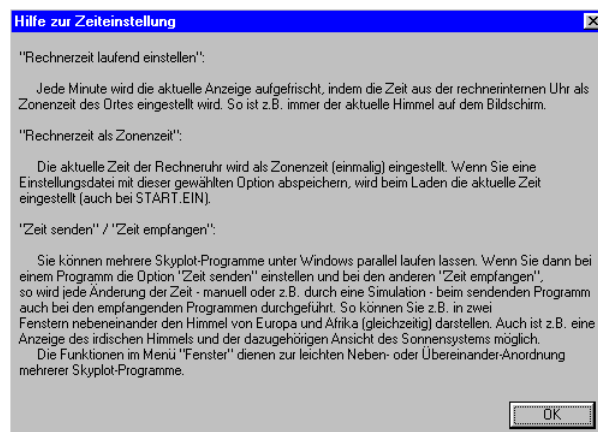 Hilfe zur Zeiteinstellung
"Rechnerzeit laufend einstellen":
Jede Minute wird die aktuelle Anzeige aufgefrischt, indem die Zeit aus der rechnerinternen Uhr als
Zonenzeit des Ortes eingestellt wird. So ist z.B. immer der aktuelle Himmel auf dem Bildschirm.
"Rechnerzeit als Zonenzeit":
Die aktuelle Zeit der Rechneruhr wird als Zonenzeit (einmalig) eingestellt. Wenn Sie eine
Einstellungsdatei mit dieser gewählten Option abspeichern, wird beim Laden die aktuelle Zeit
eingestellt (auch bei START.EIN).
"Zeit senden" / "Zeit empfangen":
Sie können mehrere Skyplot-Programme unter Windows parallel laufen lassen. Wenn Sie dann bei
einem Programm die Option "Zeit senden" einstellen und bei den anderen "Zeit empfangen",
so wird jede Änderung der Zeit - manuell oder z.B. durch eine Simulation - beim sendenden Programm
auch bei den empfangenden Programmen durchgeführt. So können Sie z.B. in zwei
Fenstern nebeneinander den Himmel von Europa und Afrika (gleichzeitig) darstellen. Auch ist z.B. eine
Anzeige des irdischen Himmels und der dazugehörigen Ansicht des Sonnensystems möglich.
Die Funktionen im Menü "Fenster" dienen zur leichten Neben- oder Übereinander-Anordnung
mehrerer Skyplot-Programme.
OK